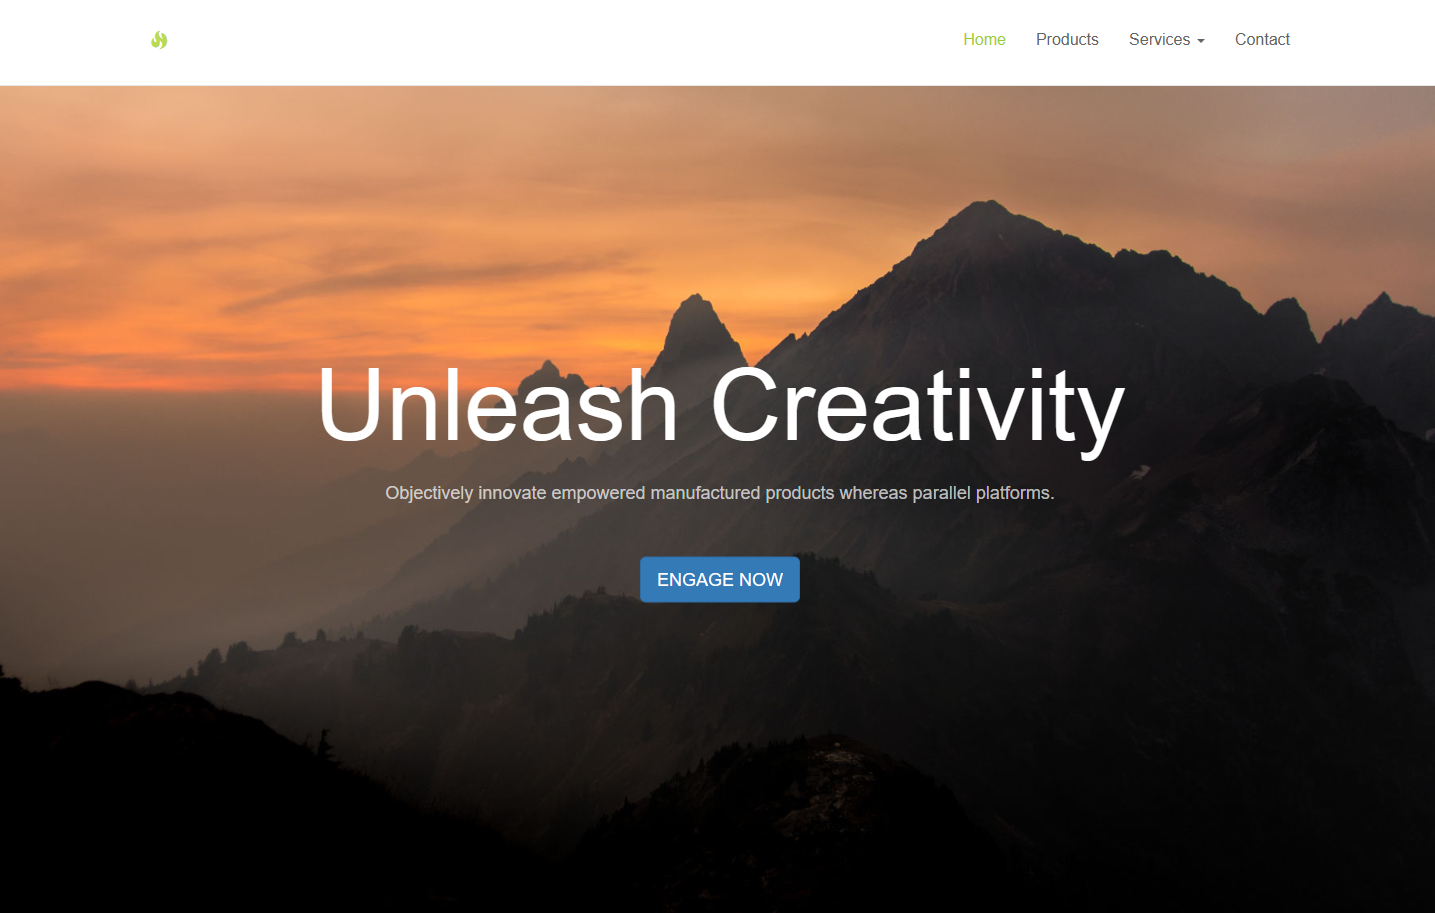 Home Products Services Contact
Unleash Creativity
Objectively innovate empowered manufactured products whereas parallel platforms.
ENGAGE NOW